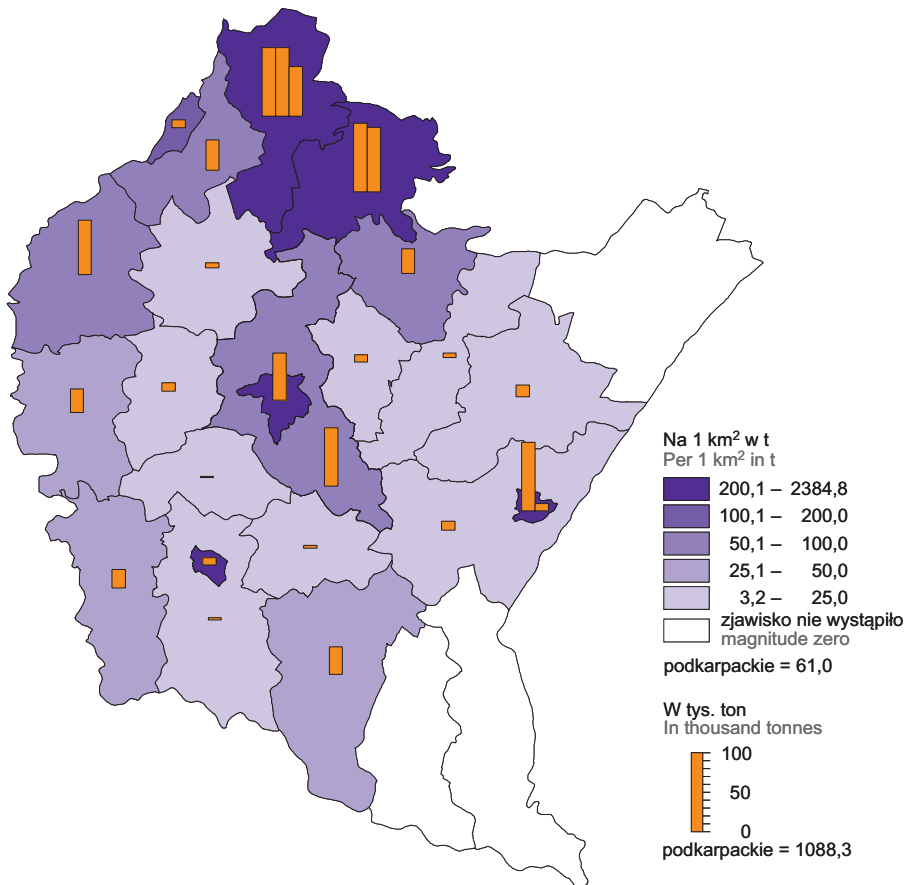 Na 1 km² w t
Per 1 km² in t
200,1 – 2384,8
100,1 – 200,0
50,1 – 100,0
25,1 – 50,0
3,2 – 25,0
zjawisko nie wystąpiło
magnitude zero
podkarpackie = 61,0
W tys. ton
In thousand tonnes
100
50
0
podkarpackie = 1088,3